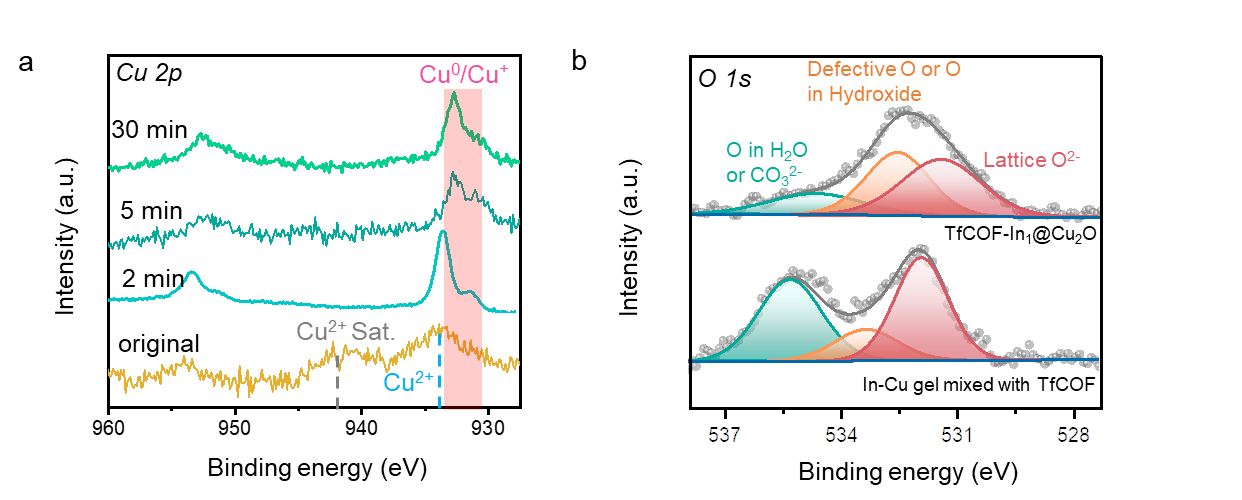 a
Cu 2p
Cu⁰/Cu⁺
30 min
5 min
2 min
Cu²⁺ Sat.
original
Cu²⁺
Intensity (a.u.)
960 950 940 930
Binding energy (eV)
b
O 1s
Defective O or O
in Hydroxide
O in H₂O
or CO₃²⁻
Lattice O²⁻
TfCOF-In₁@Cu₂O
In-Cu gel mixed with TfCOF
Intensity (a.u.)
537 534 531 528
Binding energy (eV)